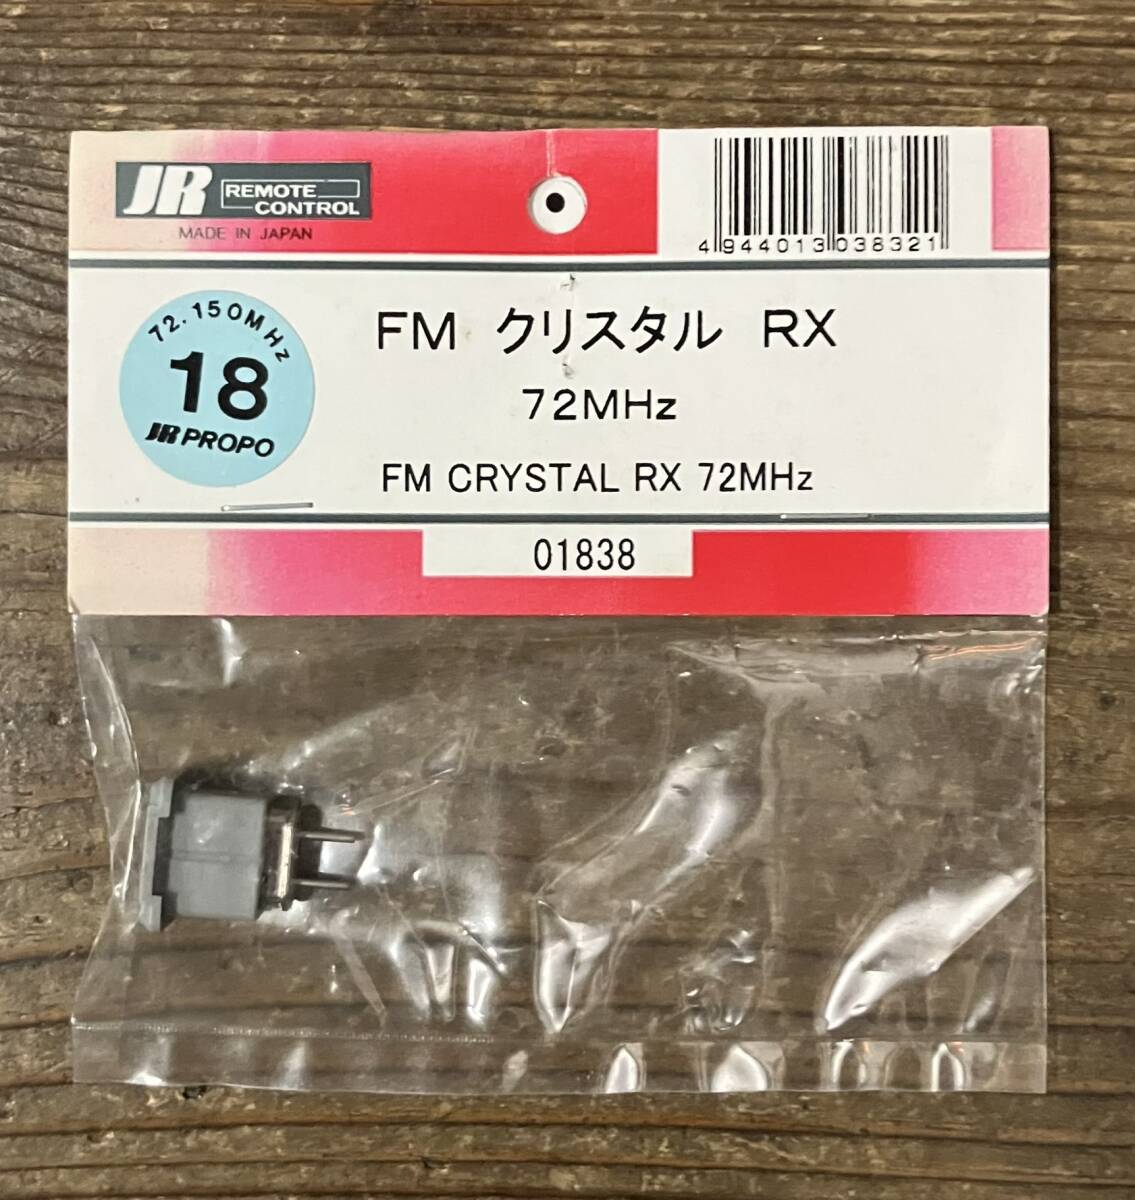 JR REMOTE CONTROL
MADE IN JAPAN
4 944013 038321
72.150MHz
18
JR PROPO
FM クリスタル RX
72MHz
FM CRYSTAL RX 72MHz
01838